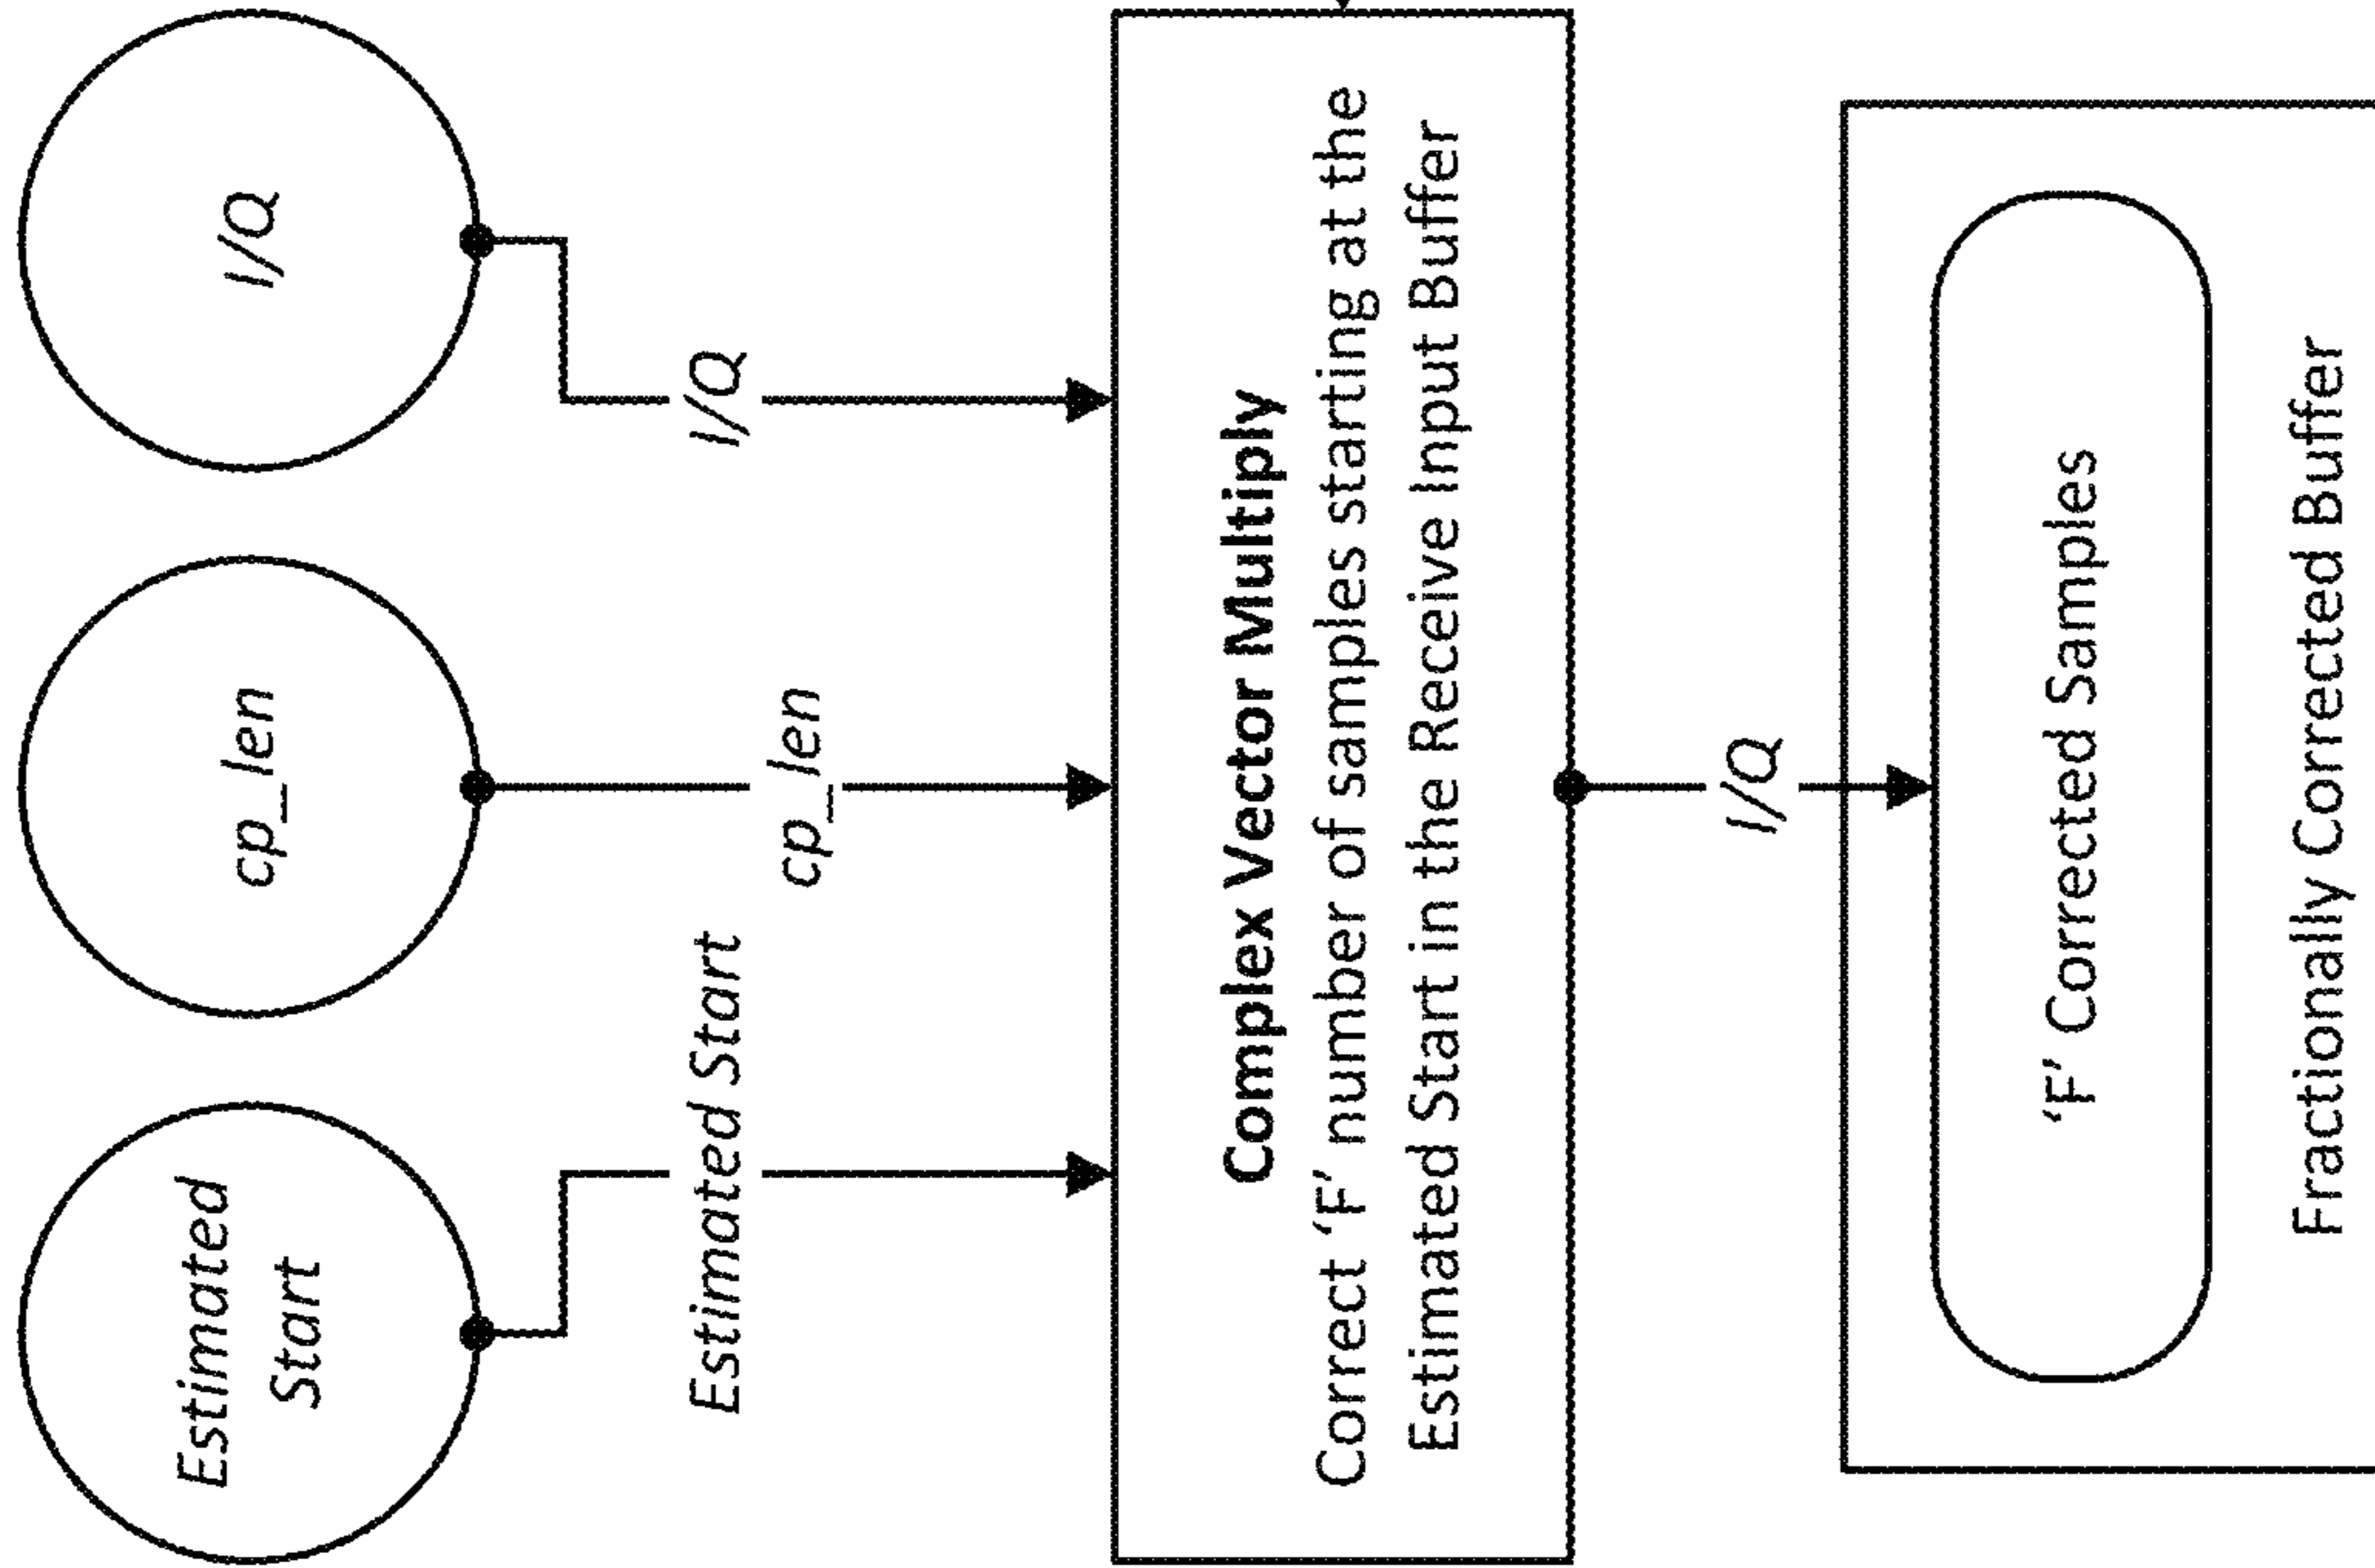 Estimated
Start
cp_len
I/Q
Estimated Start
cp_len
I/Q
Complex Vector Multiply
Correct ‘F’ number of samples starting at the
Estimated Start in the Receive Input Buffer
I/Q
‘F’ Corrected Samples
Fractionally Corrected Buffer